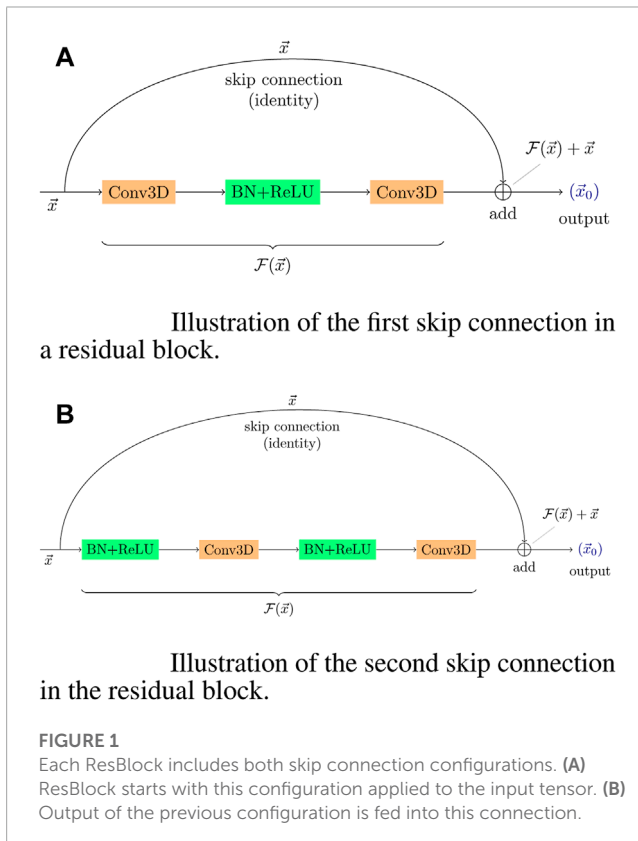 A
x⃗
skip connection
(identity)
ℱ(x⃗) + x⃗
x⃗ Conv3D BN+ReLU Conv3D add (x⃗₀)
output
ℱ(x⃗)
Illustration of the first skip connection in
a residual block.
B
x⃗
skip connection
(identity)
ℱ(x⃗) + x⃗
x⃗ BN+ReLU Conv3D BN+ReLU Conv3D add (x⃗₀)
output
ℱ(x⃗)
Illustration of the second skip connection
in the residual block.
FIGURE 1
Each ResBlock includes both skip connection configurations. (A)
ResBlock starts with this configuration applied to the input tensor. (B)
Output of the previous configuration is fed into this connection.